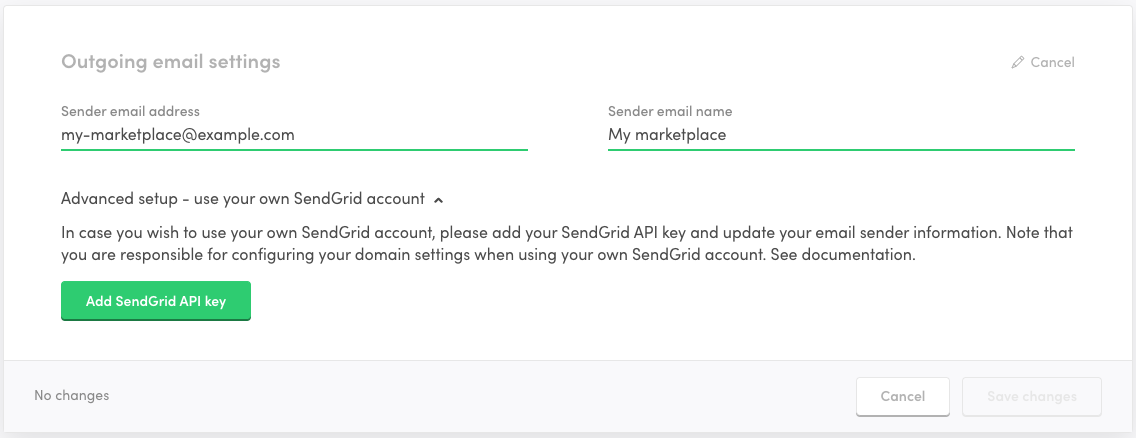 Outgoing email settings
Cancel
Sender email address
Sender email name
my-marketplace@example.com
My marketplace
Advanced setup - use your own SendGrid account
In case you wish to use your own SendGrid account, please add your SendGrid API key and update your email sender information. Note that
you are responsible for configuring your domain settings when using your own SendGrid account. See documentation.
Add SendGrid API key
No changes
Cancel
Save changes